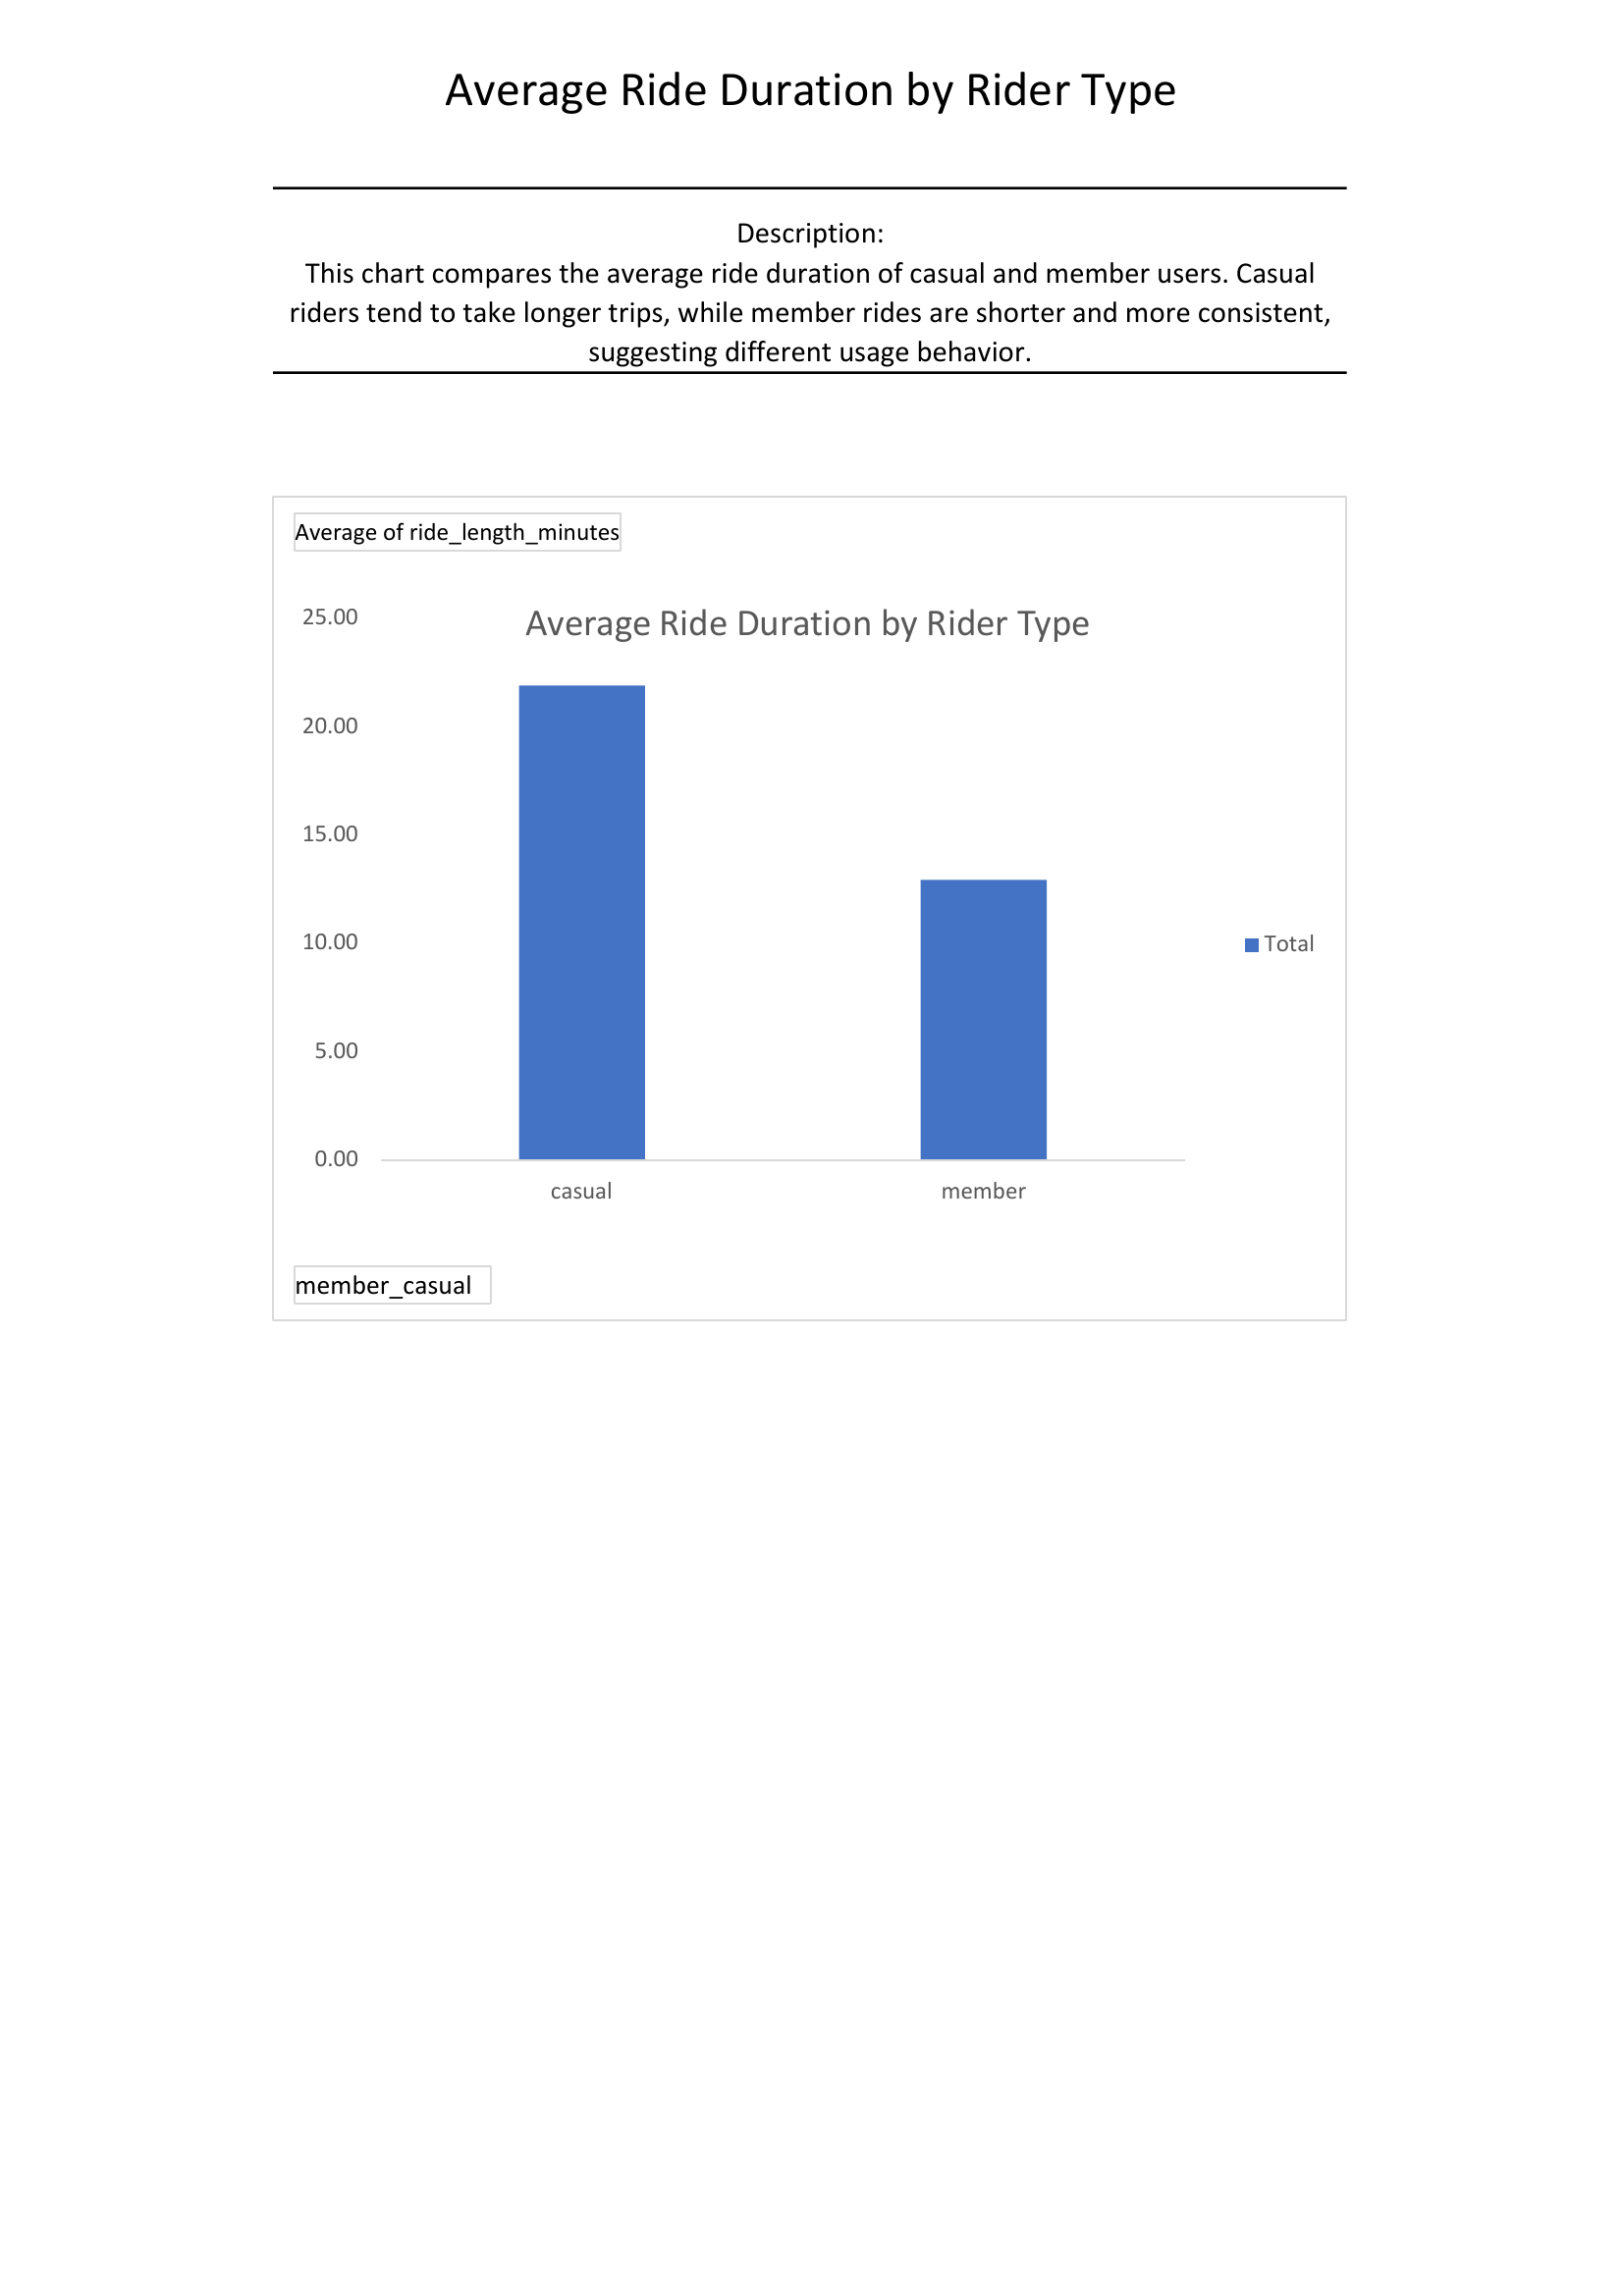 Average Ride Duration by Rider Type
Description:
This chart compares the average ride duration of casual and member users. Casual
riders tend to take longer trips, while member rides are shorter and more consistent,
suggesting different usage behavior.
Average of ride_length_minutes
Average Ride Duration by Rider Type
25.00
20.00
15.00
10.00
5.00
0.00
casual
member
Total
member_casual